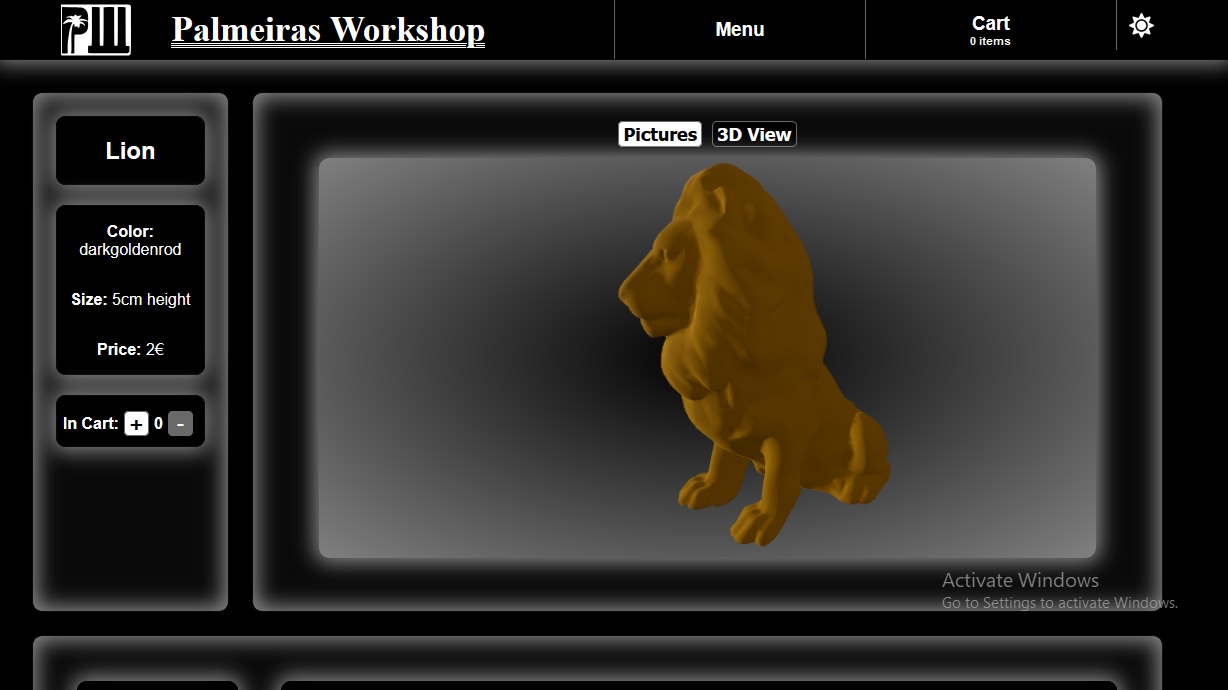 Palmeiras Workshop
Menu
Cart
0 items
Lion
Color:
darkgoldenrod
Size: 5cm height
Price: 2€
In Cart: + 0 -
Pictures
3D View
Activate Windows
Go to Settings to activate Windows.